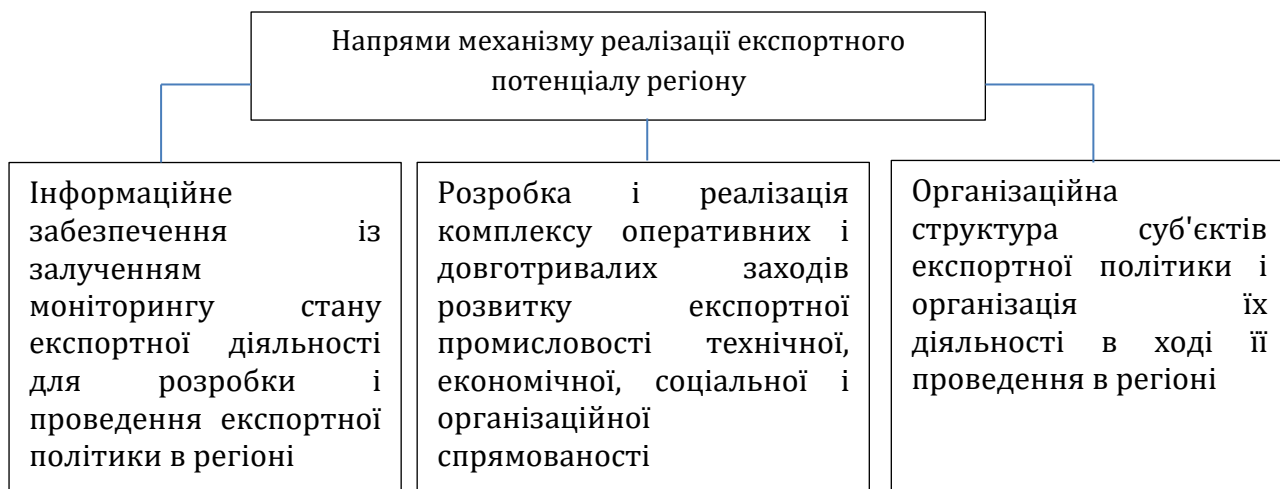 Напрями механізму реалізації експортного
потенціалу регіону
Інформаційне
забезпечення із
залученням
моніторингу стану
експортної діяльності
для розробки і
проведення експортної
політики в регіоні
Розробка і реалізація
комплексу оперативних і
довготривалих заходів
розвитку експортної
промисловості технічної,
економічної, соціальної і
організаційної
спрямованості
Організаційна
структура суб'єктів
експортної політики і
організація їх
діяльності в ході її
проведення в регіоні